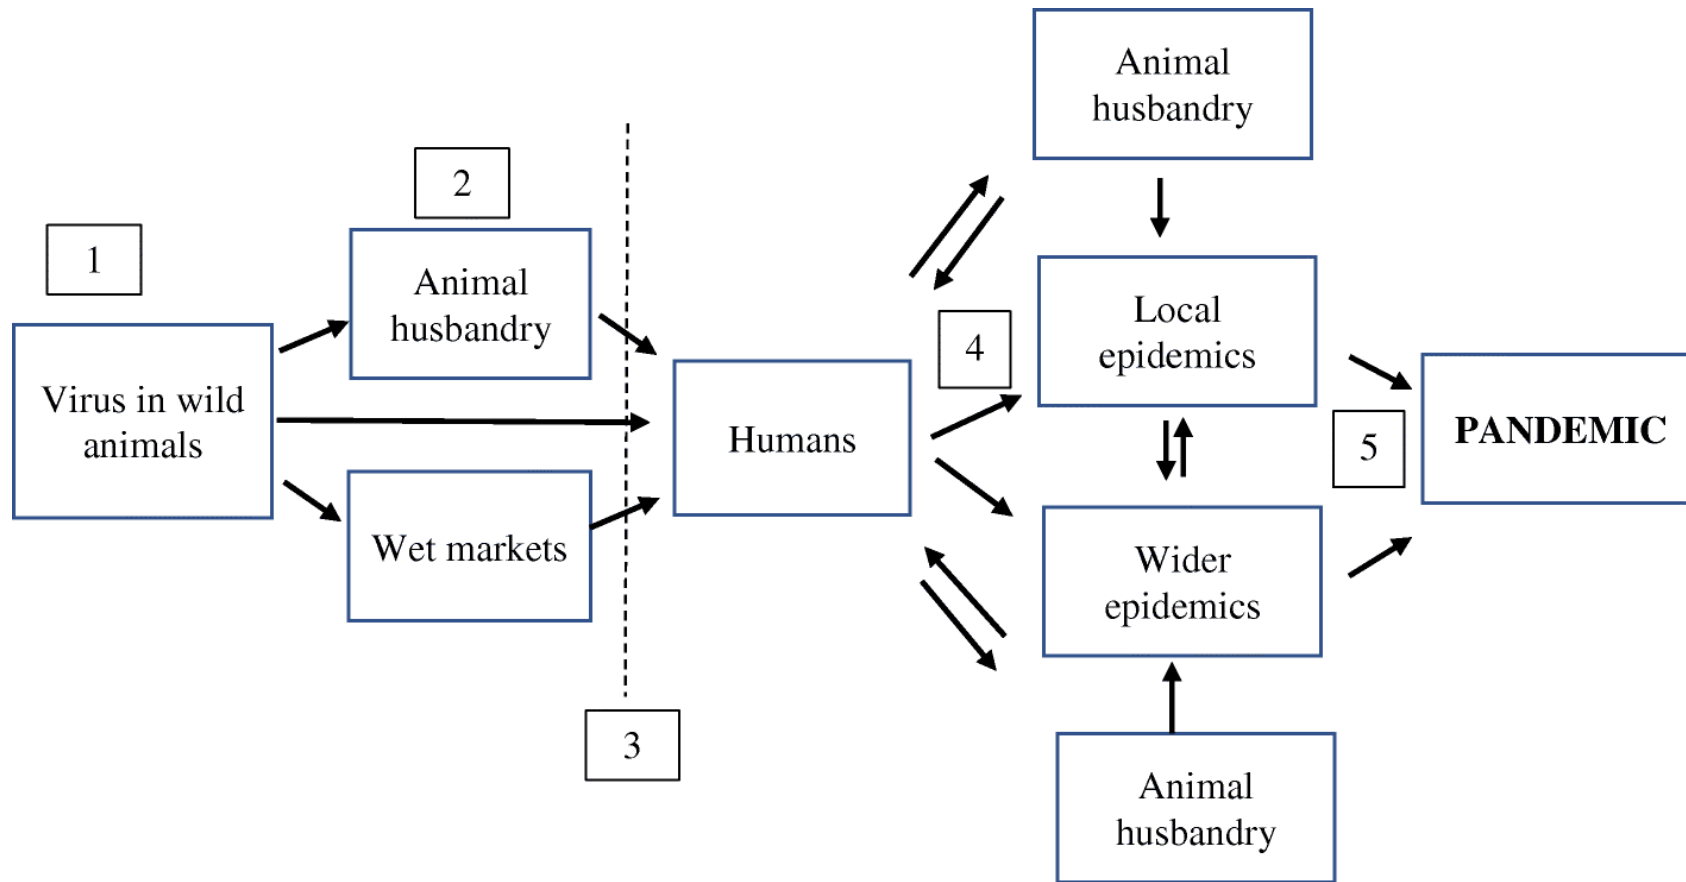 Animal
husbandry
2
1
Animal
husbandry
Local
epidemics
4
Virus in wild
animals
Humans
5
PANDEMIC
Wet markets
Wider
epidemics
3
Animal
husbandry